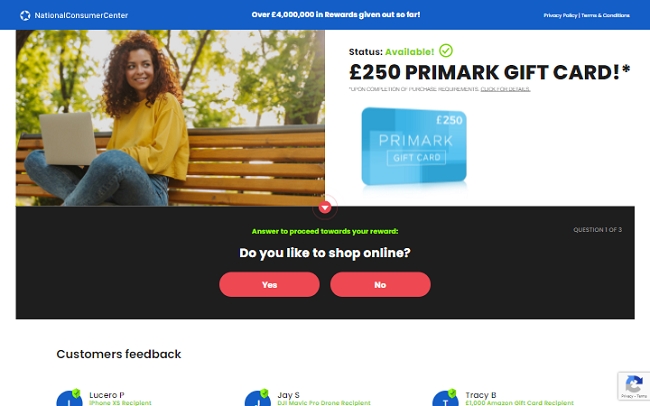 NationalConsumerCenter
Over £4,000,000 in Rewards given out so far!
Privacy Policy | Terms & Conditions
Status: Available!
£250 PRIMARK GIFT CARD!*
*UPON COMPLETION OF PURCHASE REQUIREMENTS. CLICK FOR DETAILS.
£250
PRIMARK
GIFT CARD
Answer to proceed towards your reward:
QUESTION 1 OF 3
Do you like to shop online?
Yes
No
Customers feedback
Lucero P
iPhone XS Recipient
Jay S
DJI Mavic Pro Drone Recipient
Tracy B
£1,000 Amazon Gift Card Recipient
Privacy - Terms